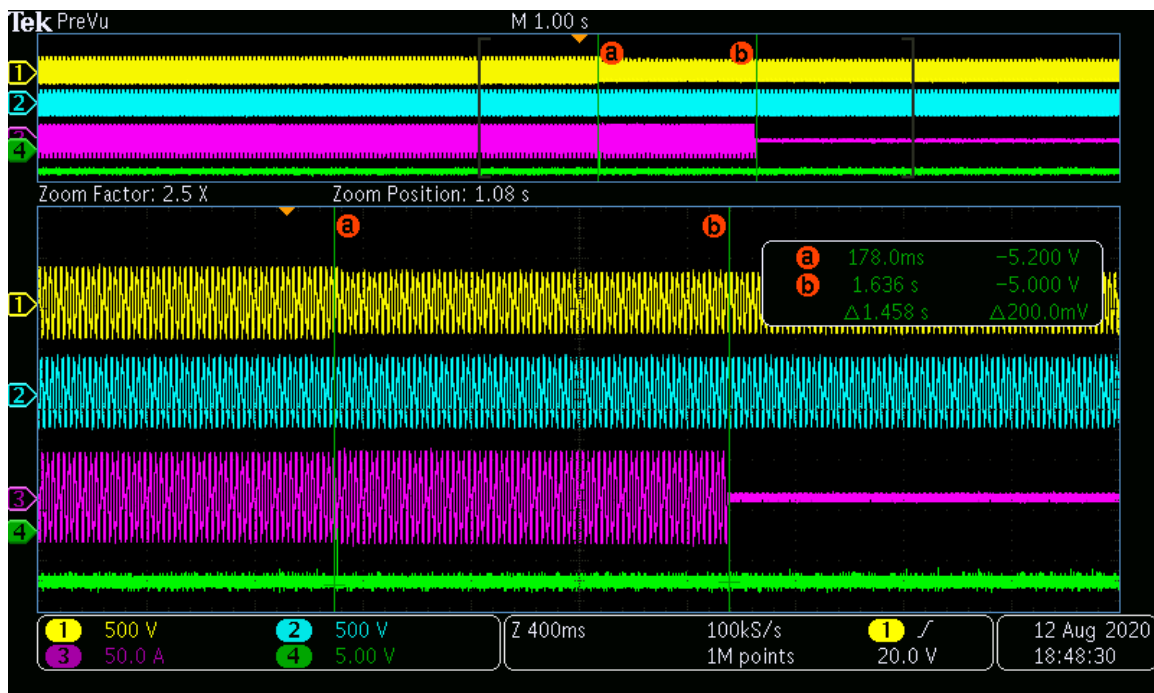 Tek PreVu M 1.00 s
a b
1
2
3
4
Zoom Factor: 2.5 X Zoom Position: 1.08 s
a b
a 178.0ms −5.200 V
b 1.636 s −5.000 V
△1.458 s △200.0mV
1
2
3
4
1 500 V 2 500 V Z 400ms 100kS/s 1 12 Aug 2020
3 50.0 A 4 5.00 V 1M points 20.0 V 18:48:30